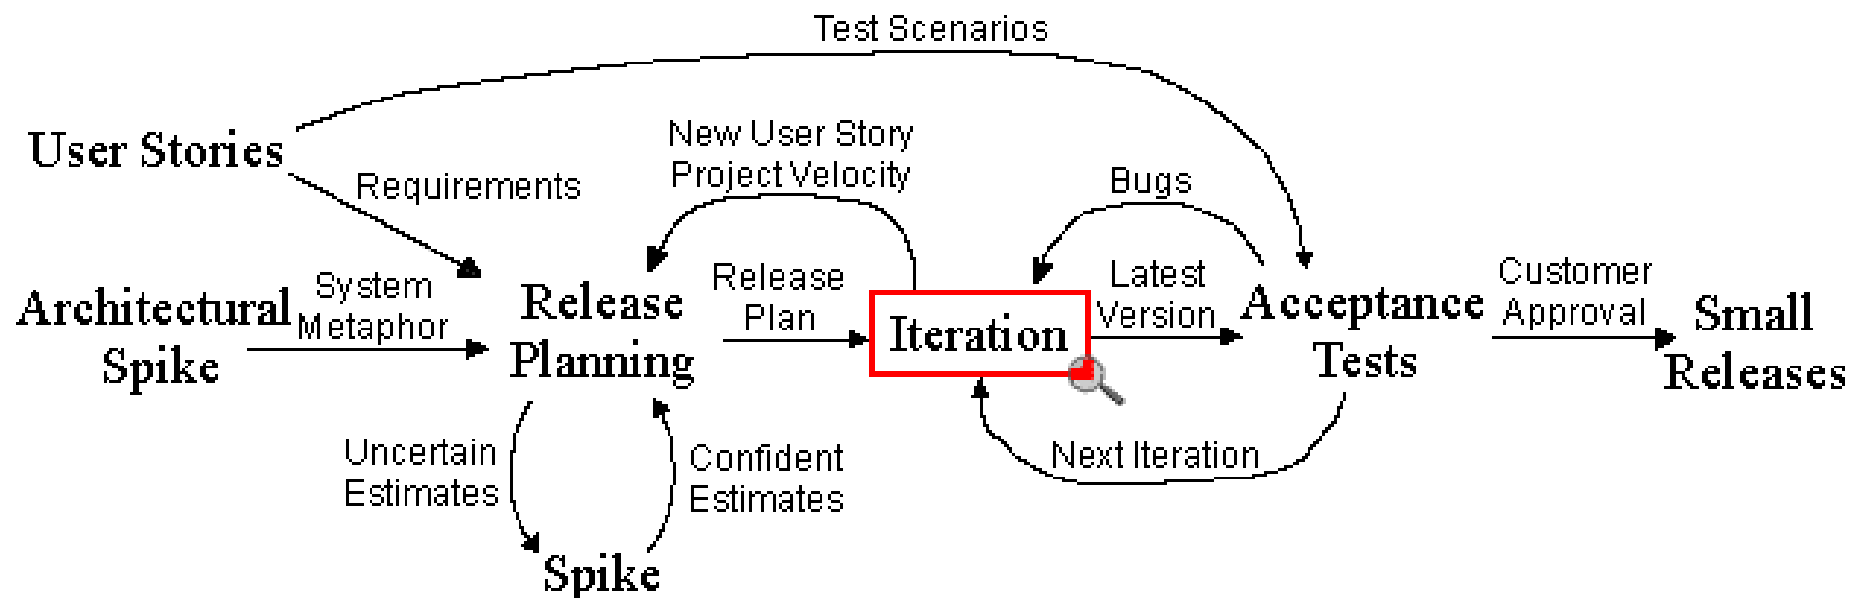 Test Scenarios
User Stories
New User Story
Project Velocity
Requirements
Bugs
Architectural
Spike
System
Metaphor
Release
Planning
Release
Plan
Iteration
Latest
Version
Acceptance
Tests
Customer
Approval
Small
Releases
Uncertain
Estimates
Confident
Estimates
Next Iteration
Spike